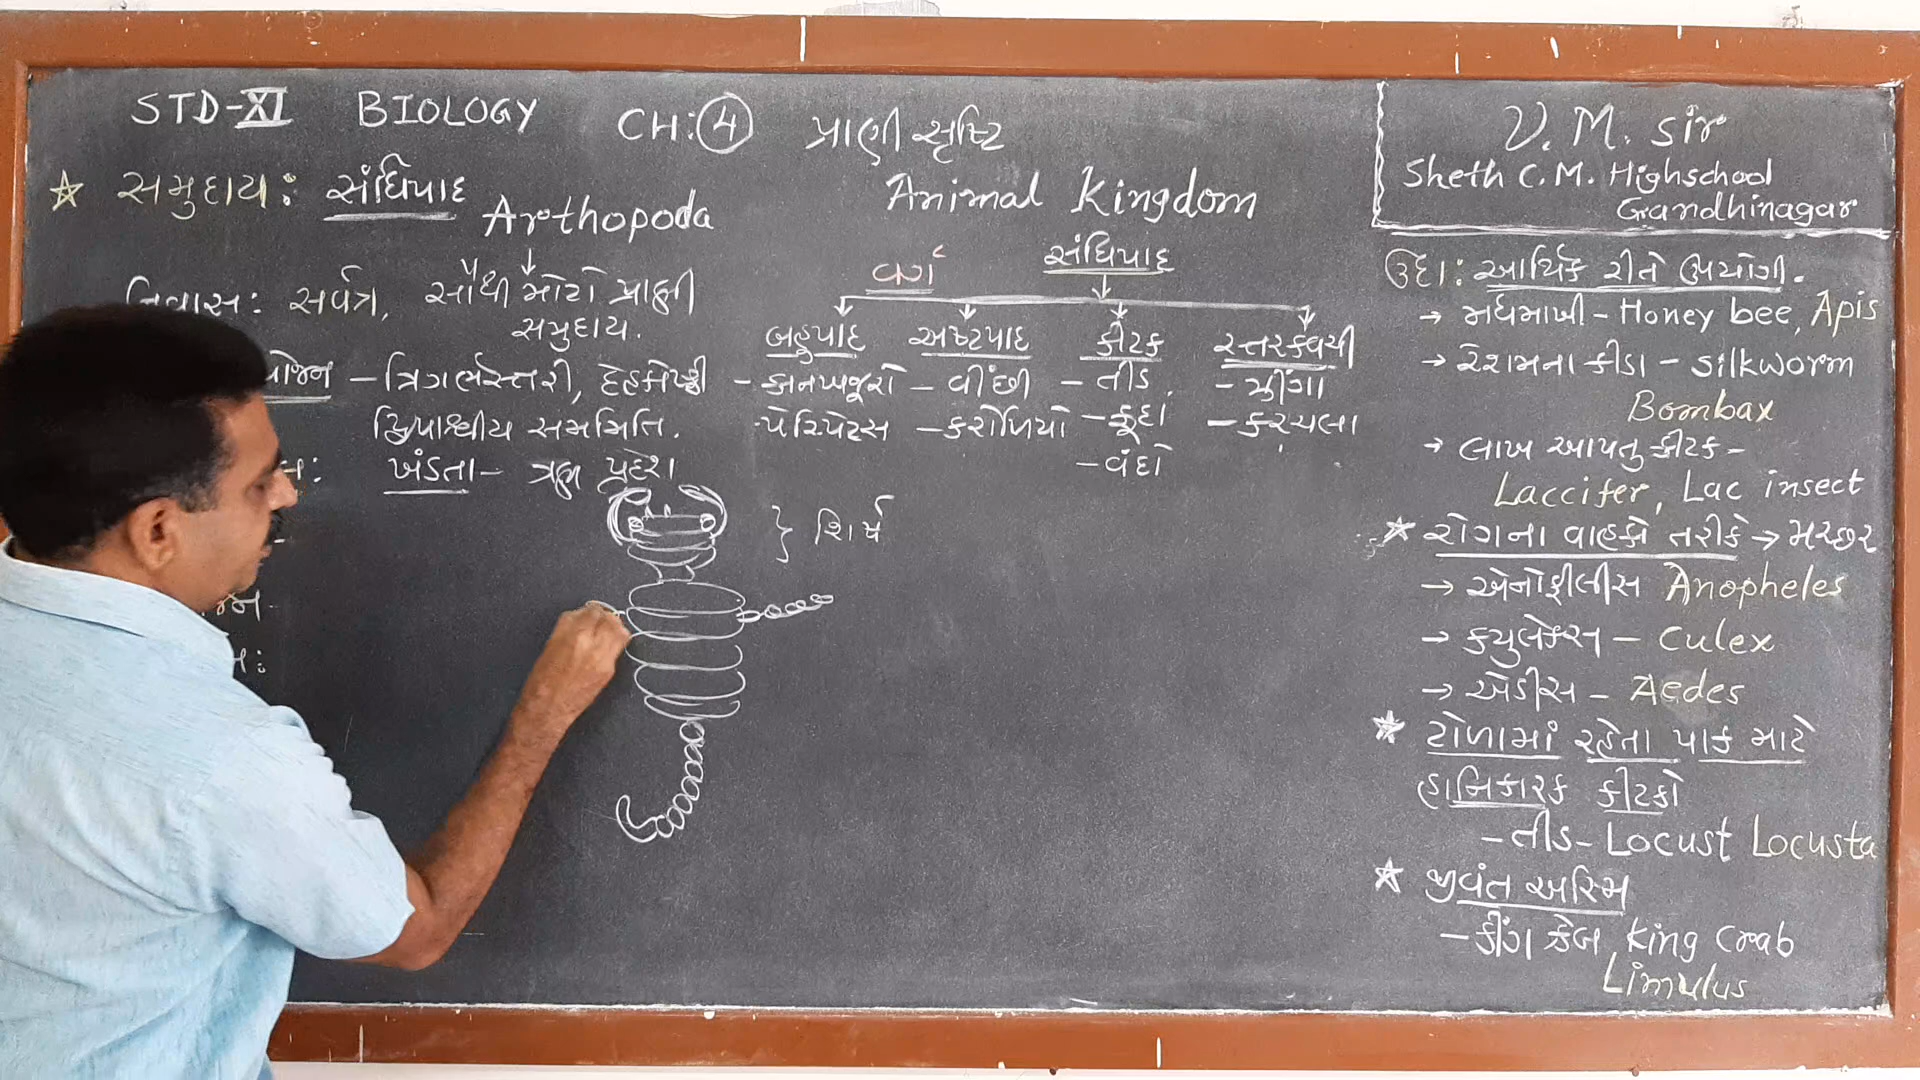 STD-XI BIOLOGY CH:4 પ્રાણી સૃષ્ટિ
Animal Kingdom
V.M. Sir
Sheth C.M. Highschool
Gandhinagar
☆ સમુદાય: સંધિપાદ
Arthopoda
સર્વત્ર, સૌથી મોટો પ્રાણી
સમુદાય.
– ત્રિગર્ભસ્તરી, દેહકોષ્ઠી
દ્વિપાર્શ્વીય સમમિતિ.
ખંડતા – ત્રણ પ્રદેશ
} શિર્ષ
વર્ગ સંધિપાદ
બહુપાદ અષ્ટપાદ કીટક સ્તરકવચી
– કાનખજૂરો – વીંછી – તીડ – ઝીંગા
– પેરિપેટસ – કરોળિયો – ફૂદા – કરચલા
– વંદો
ઉદા: આર્થિક રીતે ઉપયોગી.
→ મધમાખી – Honey bee, Apis
→ રેશમના કીડા – Silkworm
Bombax
→ લાખ આપતુ કીટક –
Laccifer, Lac insect
☆ રોગના વાહકો તરીકે → મચ્છર
→ એનોફીલીસ Anopheles
→ ક્યુલેક્સ – Culex
→ એડીસ – Aedes
☆ ટોળામાં રહેતા પાક માટે
હાનિકારક કીટકો
– તીડ – Locust Locusta
☆ જીવંત અશ્મિ
– કીંગ ક્રેબ King Crab
Limulus